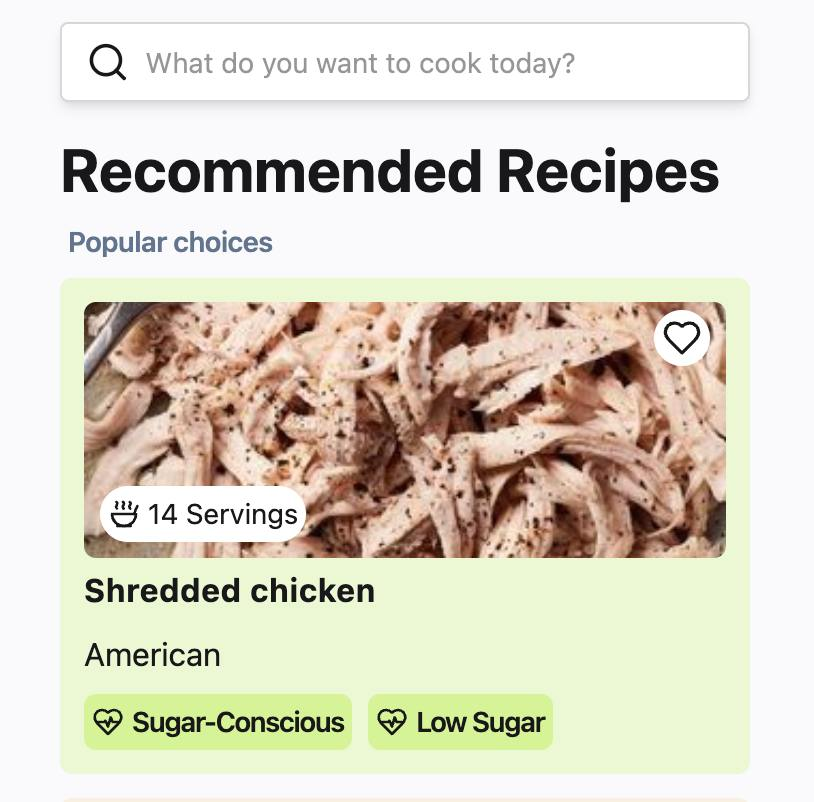 What do you want to cook today?
Recommended Recipes
Popular choices
14 Servings
Shredded chicken
American
Sugar-Conscious Low Sugar